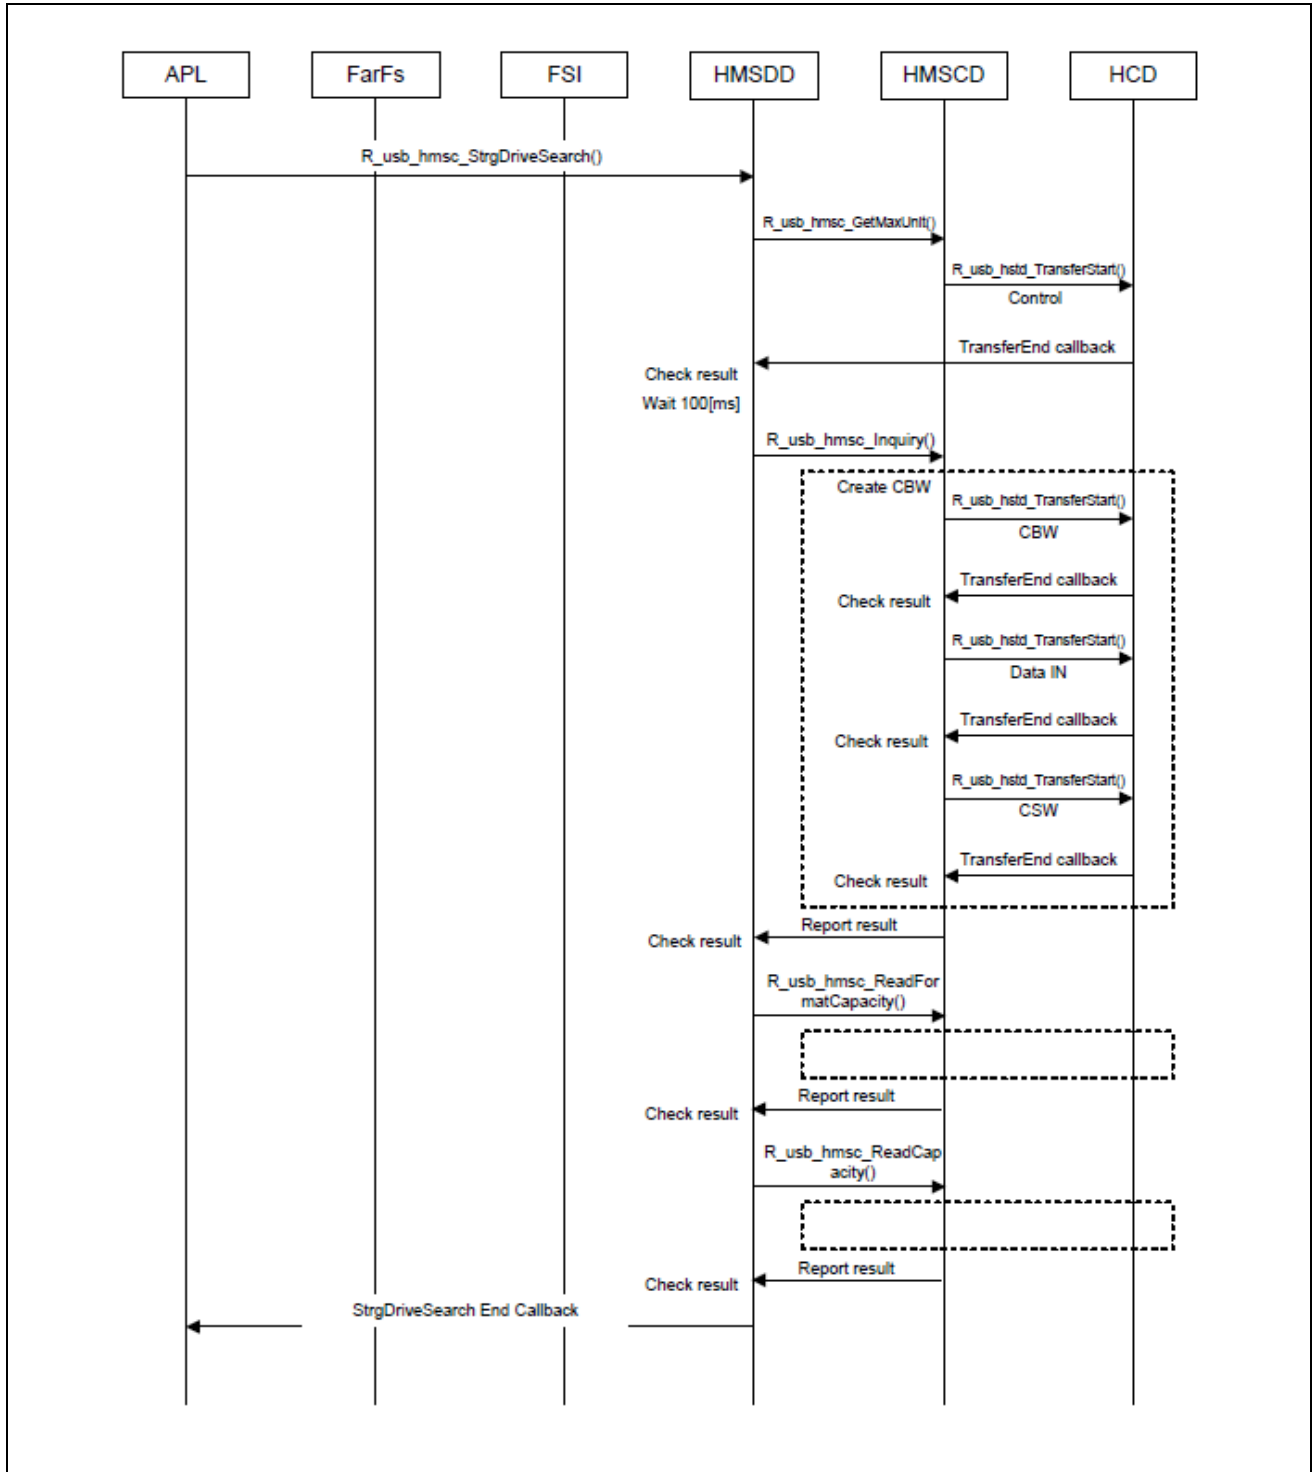 APL FarFs FSI HMSDD HMSCD HCD
R_usb_hmsc_StrgDriveSearch()
R_usb_hmsc_GetMaxUnit()
R_usb_hstd_TransferStart()
Control
TransferEnd callback
Check result
Wait 100[ms]
R_usb_hmsc_Inquiry()
Create CBW
R_usb_hstd_TransferStart()
CBW
TransferEnd callback
Check result
R_usb_hstd_TransferStart()
Data IN
TransferEnd callback
Check result
R_usb_hstd_TransferStart()
CSW
TransferEnd callback
Check result
Report result
Check result
R_usb_hmsc_ReadFor
matCapacity()
Report result
Check result
R_usb_hmsc_ReadCap
acity()
Report result
Check result
StrgDriveSearch End Callback